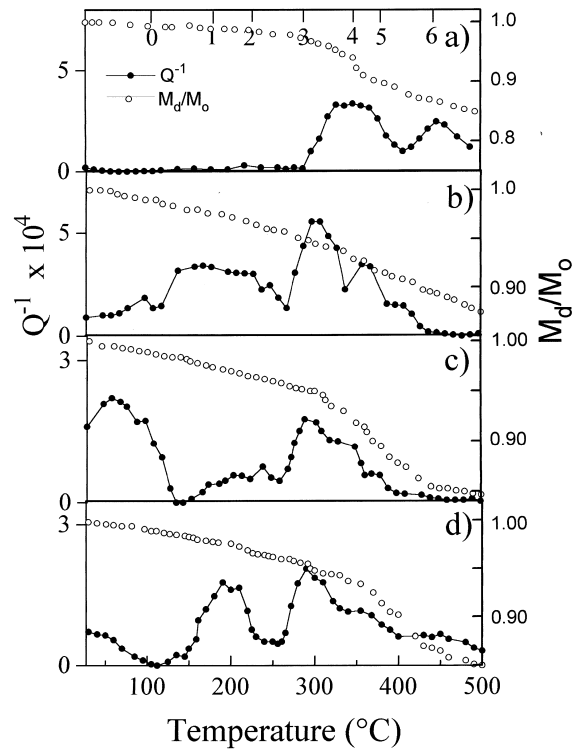 1.0
0 1 2 3 4 5 6 a)
5 0.9
Q⁻¹
M_d/M_o
0.8
0
b) 1.0
5
0.90
0
Q⁻¹ x 10⁴
M_d/M_o
c) 1.00
3
0.90
0
d) 1.00
3
0.90
0
100 200 300 400 500
Temperature (°C)